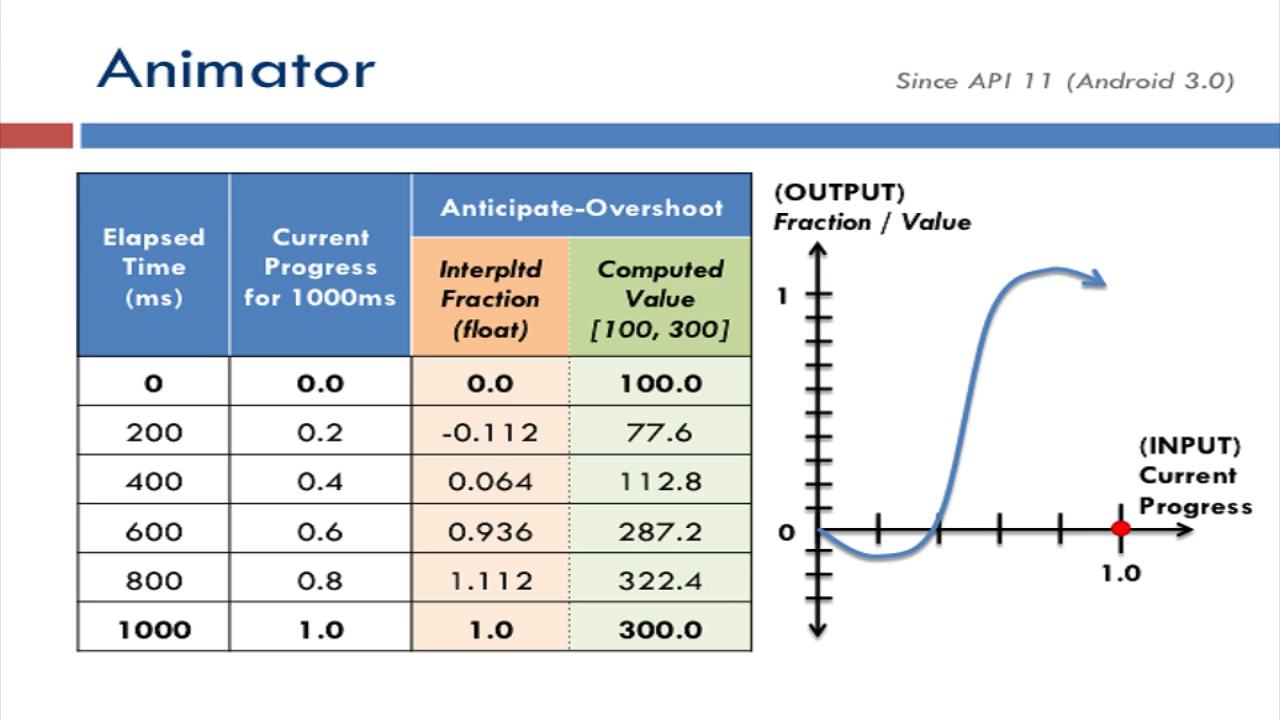 Animator
Since API 11 (Android 3.0)
Elapsed
Time
(ms)
Current
Progress
for 1000ms
Anticipate-Overshoot
Interpltd
Fraction
(float)
Computed
Value
[100, 300]
0 0.0 0.0 100.0
200 0.2 -0.112 77.6
400 0.4 0.064 112.8
600 0.6 0.936 287.2
800 0.8 1.112 322.4
1000 1.0 1.0 300.0
(OUTPUT)
Fraction / Value
1
0
(INPUT)
Current
Progress
1.0